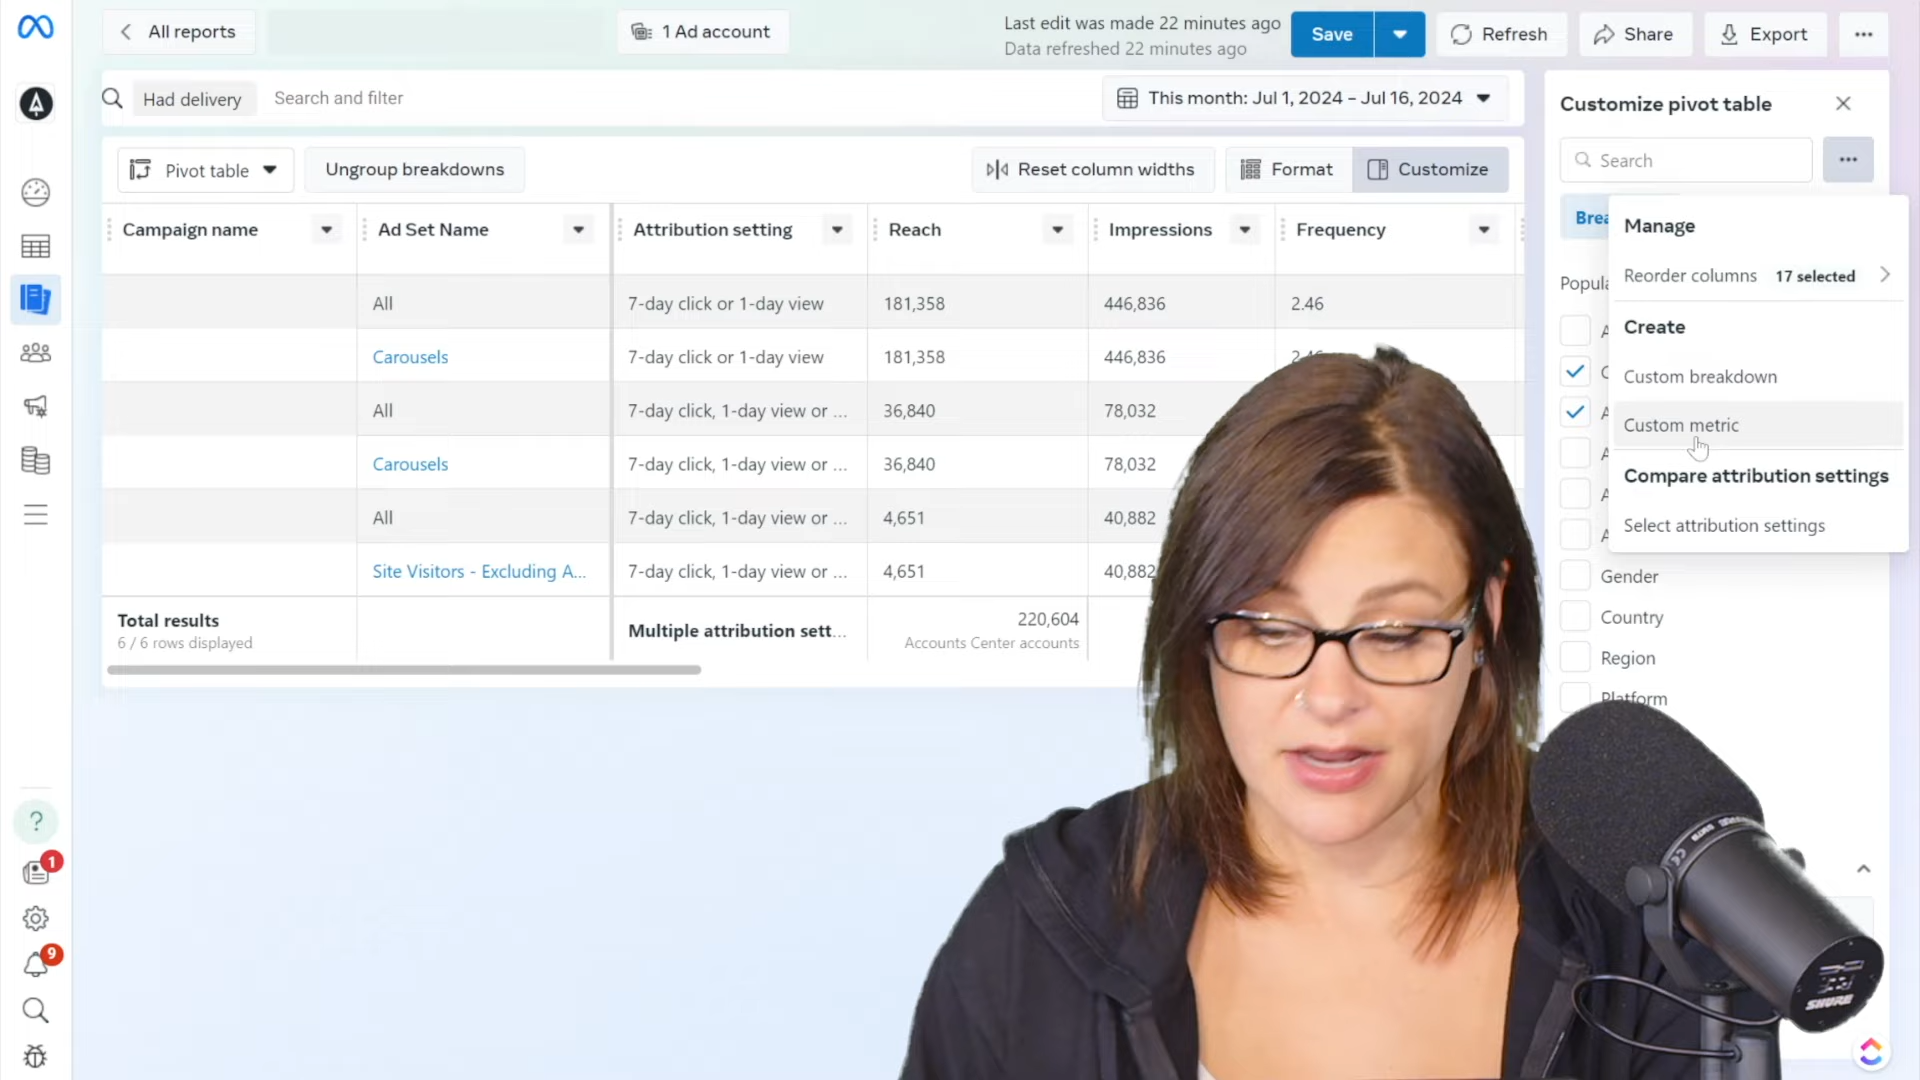 All reports
1 Ad account
Last edit was made 22 minutes ago
Data refreshed 22 minutes ago
Save
Refresh
Share
Export
Had delivery
Search and filter
This month: Jul 1, 2024 – Jul 16, 2024
Customize pivot table
Search
Pivot table
Ungroup breakdowns
Reset column widths
Format
Customize
Manage
Reorder columns 17 selected
Create
Custom breakdown
Custom metric
Compare attribution settings
Select attribution settings
Gender
Country
Region
Platform
Campaign name Ad Set Name Attribution setting Reach Impressions Frequency
All 7-day click or 1-day view 181,358 446,836 2.46
Carousels 7-day click or 1-day view 181,358 446,836
All 7-day click, 1-day view or ... 36,840 78,032
Carousels 7-day click, 1-day view or ... 36,840 78,032
All 7-day click, 1-day view or ... 4,651 40,882
Site Visitors - Excluding A... 7-day click, 1-day view or ... 4,651 40,882
Total results Multiple attribution sett... 220,604
6 / 6 rows displayed Accounts Center accounts
1
9
SHURE